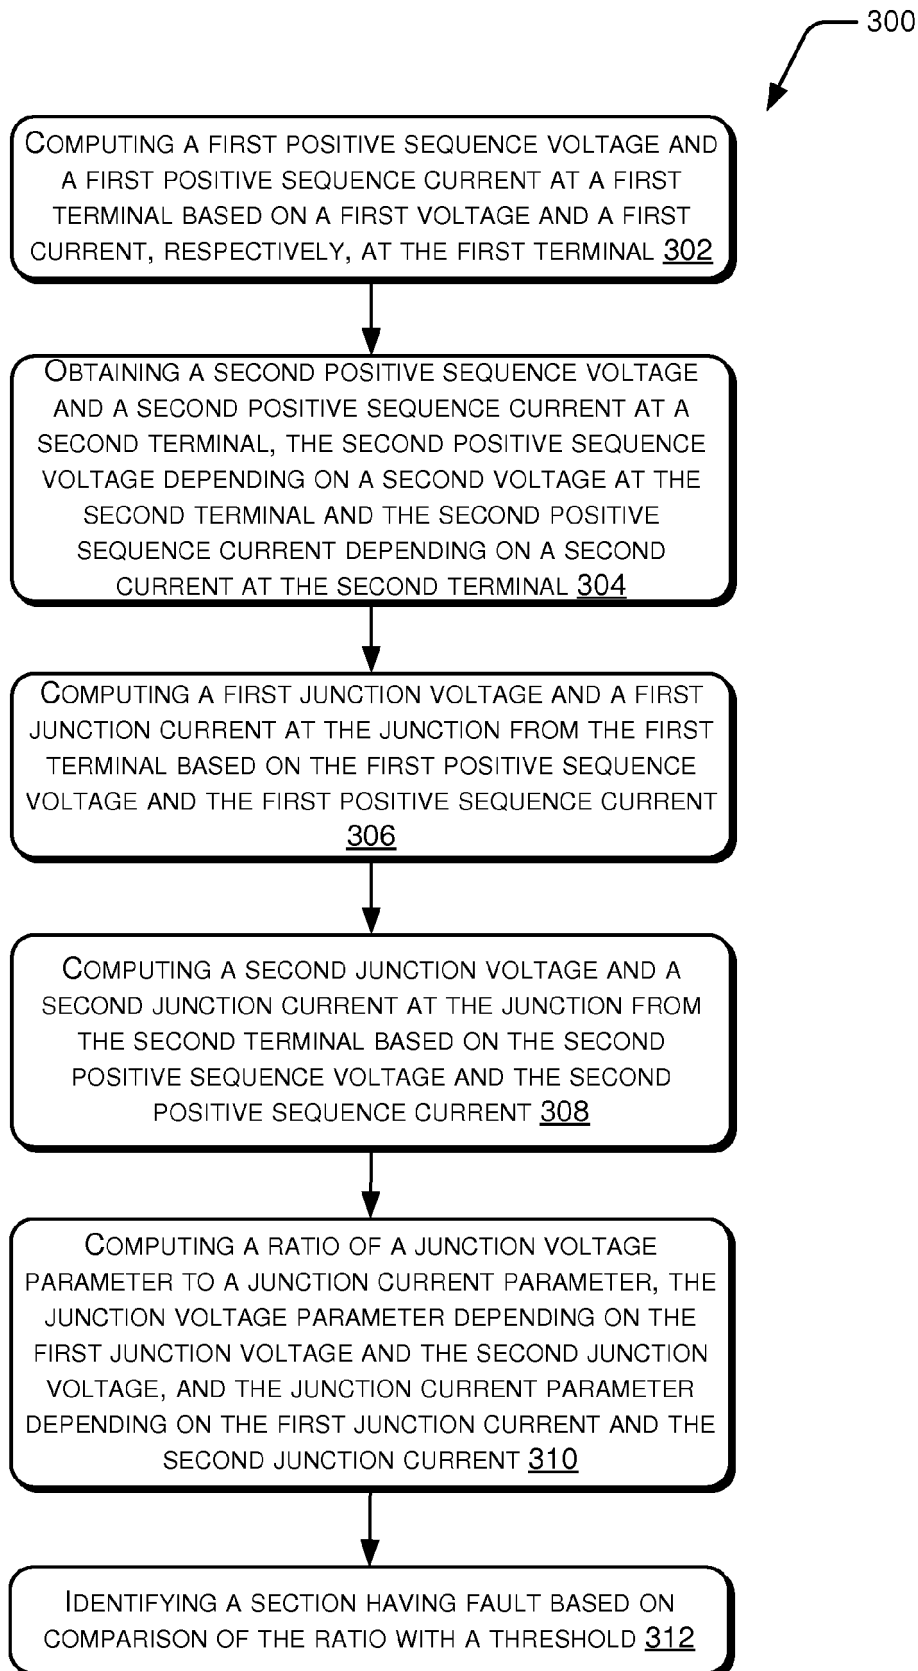 300
COMPUTING A FIRST POSITIVE SEQUENCE VOLTAGE AND
A FIRST POSITIVE SEQUENCE CURRENT AT A FIRST
TERMINAL BASED ON A FIRST VOLTAGE AND A FIRST
CURRENT, RESPECTIVELY, AT THE FIRST TERMINAL 302
OBTAINING A SECOND POSITIVE SEQUENCE VOLTAGE
AND A SECOND POSITIVE SEQUENCE CURRENT AT A
SECOND TERMINAL, THE SECOND POSITIVE SEQUENCE
VOLTAGE DEPENDING ON A SECOND VOLTAGE AT THE
SECOND TERMINAL AND THE SECOND POSITIVE
SEQUENCE CURRENT DEPENDING ON A SECOND
CURRENT AT THE SECOND TERMINAL 304
COMPUTING A FIRST JUNCTION VOLTAGE AND A FIRST
JUNCTION CURRENT AT THE JUNCTION FROM THE FIRST
TERMINAL BASED ON THE FIRST POSITIVE SEQUENCE
VOLTAGE AND THE FIRST POSITIVE SEQUENCE CURRENT
306
COMPUTING A SECOND JUNCTION VOLTAGE AND A
SECOND JUNCTION CURRENT AT THE JUNCTION FROM
THE SECOND TERMINAL BASED ON THE SECOND
POSITIVE SEQUENCE VOLTAGE AND THE SECOND
POSITIVE SEQUENCE CURRENT 308
COMPUTING A RATIO OF A JUNCTION VOLTAGE
PARAMETER TO A JUNCTION CURRENT PARAMETER, THE
JUNCTION VOLTAGE PARAMETER DEPENDING ON THE
FIRST JUNCTION VOLTAGE AND THE SECOND JUNCTION
VOLTAGE, AND THE JUNCTION CURRENT PARAMETER
DEPENDING ON THE FIRST JUNCTION CURRENT AND THE
SECOND JUNCTION CURRENT 310
IDENTIFYING A SECTION HAVING FAULT BASED ON
COMPARISON OF THE RATIO WITH A THRESHOLD 312